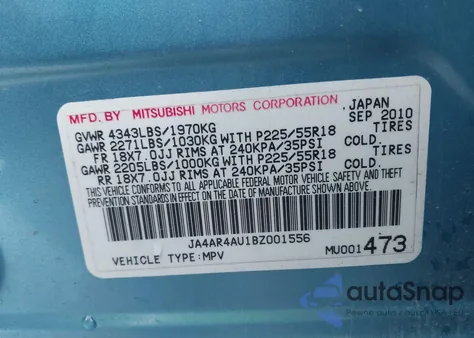 MFD. BY MITSUBISHI MOTORS CORPORATION JAPAN
GVWR 4343LBS/1970KG SEP 2010
GAWR 2271LBS/1030KG WITH P225/55R18 TIRES
FR 18X7.0JJ RIMS AT 240KPA/35PSI COLD.
GAWR 2205LBS/1000KG WITH P225/55R18 TIRES
RR 18X7.0JJ RIMS AT 240KPA/35PSI COLD.
THIS VEHICLE CONFORMS TO ALL APPLICABLE FEDERAL MOTOR VEHICLE SAFETY
AND THEFT PREVENTION STANDARDS IN EFFECT ON THE DATE OF MANUFACTURE
SHOWN ABOVE.
JA4AR4AU1BZ001556
VEHICLE TYPE:MPV MU001473
autoSnap
Pewne auto z